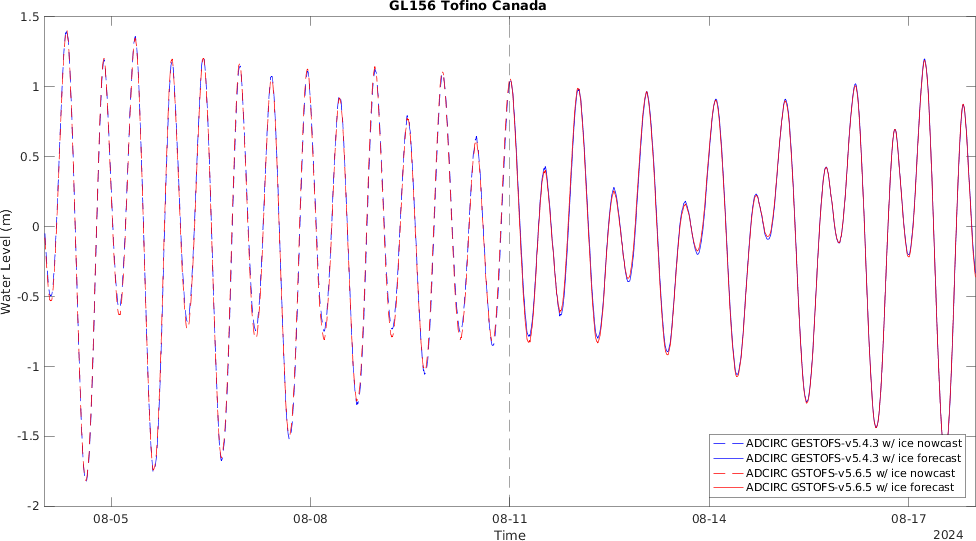 GL156 Tofino Canada
1.5
1
0.5
0
-0.5
-1
-1.5
-2
Water Level (m)
ADCIRC GESTOFS-v5.4.3 w/ ice nowcast
ADCIRC GESTOFS-v5.4.3 w/ ice forecast
ADCIRC GSTOFS-v5.6.5 w/ ice nowcast
ADCIRC GSTOFS-v5.6.5 w/ ice forecast
08-05 08-08 08-11 08-14 08-17
Time
2024